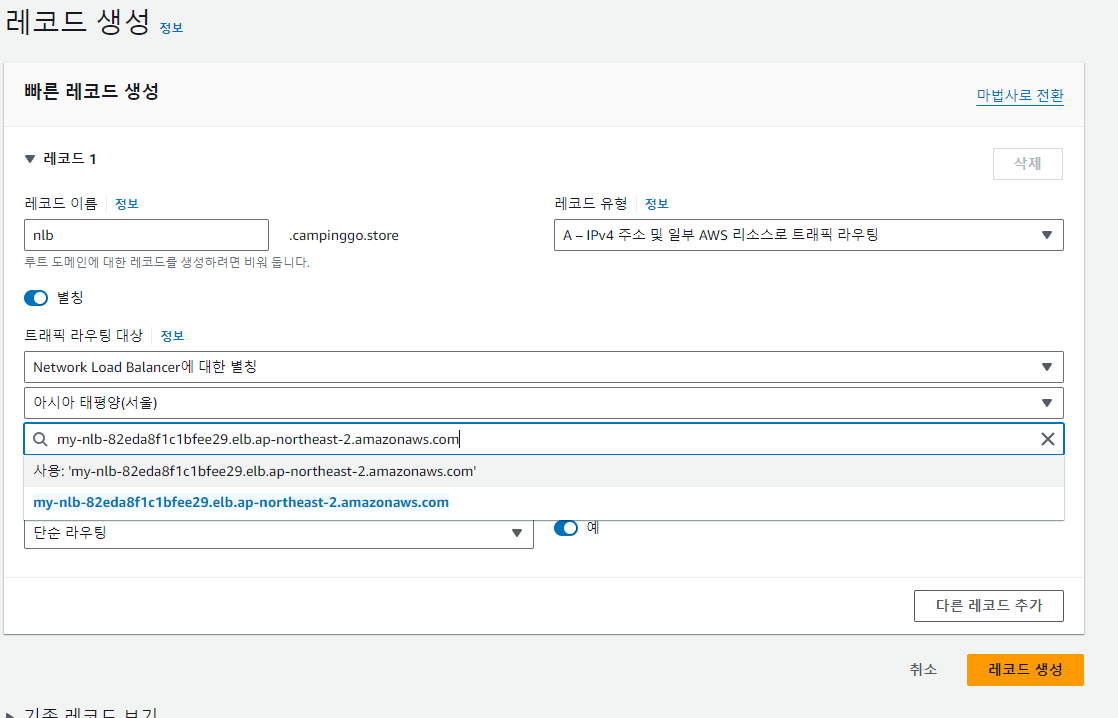 레코드 생성 정보
빠른 레코드 생성
마법사로 전환
레코드 1
삭제
레코드 이름 정보
nlb
.campinggo.store
루트 도메인에 대한 레코드를 생성하려면 비워 둡니다.
레코드 유형 정보
A – IPv4 주소 및 일부 AWS 리소스로 트래픽 라우팅
별칭
트래픽 라우팅 대상 정보
Network Load Balancer에 대한 별칭
아시아 태평양(서울)
my-nlb-82eda8f1c1bfee29.elb.ap-northeast-2.amazonaws.com
사용: 'my-nlb-82eda8f1c1bfee29.elb.ap-northeast-2.amazonaws.com'
my-nlb-82eda8f1c1bfee29.elb.ap-northeast-2.amazonaws.com
단순 라우팅
예
다른 레코드 추가
취소
레코드 생성
기존 레코드 보기